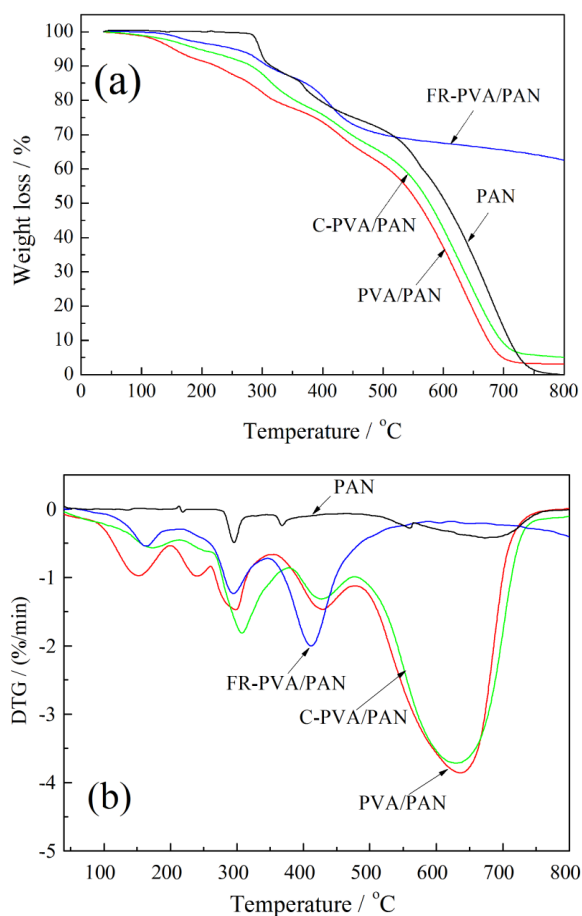 (a)
Weight loss / %
100
90
80
70
60
50
40
30
20
10
0
FR-PVA/PAN
PAN
C-PVA/PAN
PVA/PAN
0 100 200 300 400 500 600 700 800
Temperature / °C
DTG / (%/min)
0
-1
-2
-3
-4
-5
PAN
FR-PVA/PAN
C-PVA/PAN
PVA/PAN
(b)
100 200 300 400 500 600 700 800
Temperature / °C